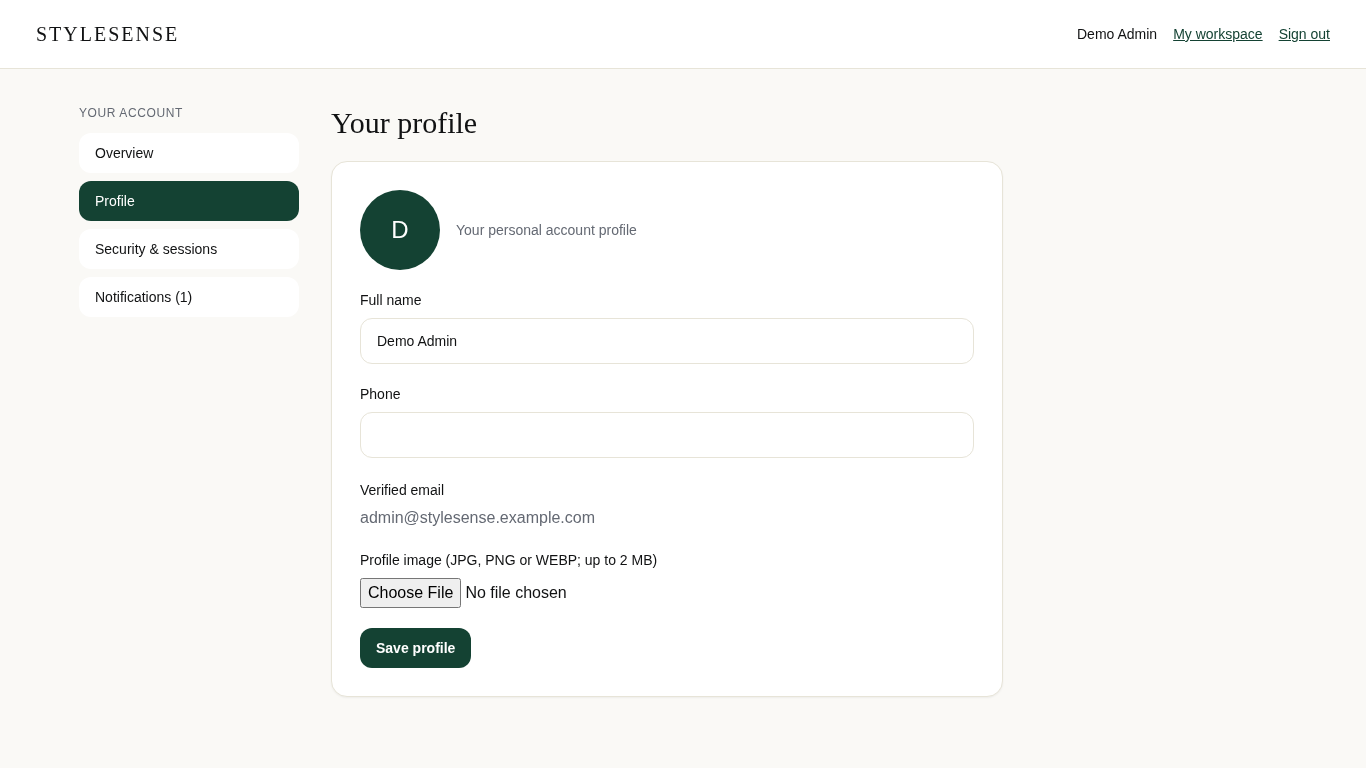 STYLESENSE
Demo Admin My workspace Sign out
YOUR ACCOUNT
Overview
Profile
Security & sessions
Notifications (1)
Your profile
D
Your personal account profile
Full name
Demo Admin
Phone
Verified email
admin@stylesense.example.com
Profile image (JPG, PNG or WEBP; up to 2 MB)
Choose File No file chosen
Save profile